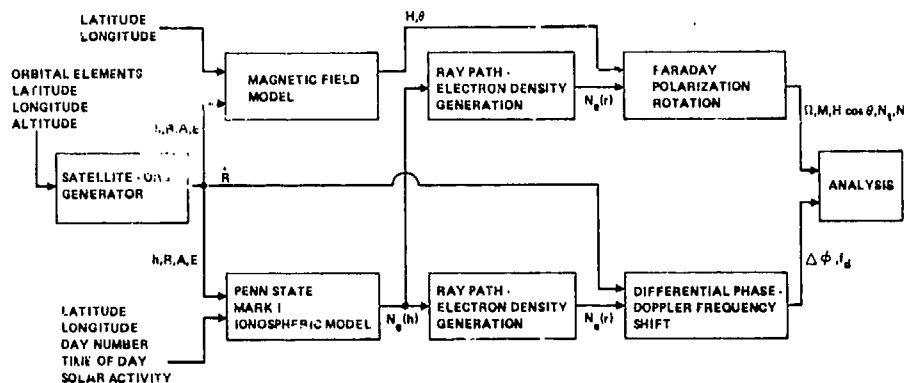 LATITUDE
LONGITUDE
ORBITAL ELEMENTS
LATITUDE
LONGITUDE
ALTITUDE
SATELLITE -
GENERATOR
h,R,A,E
Ṙ
h,R,A,E
LATITUDE
LONGITUDE
DAY NUMBER
TIME OF DAY
SOLAR ACTIVITY
MAGNETIC FIELD
MODEL
H,θ
PENN STATE
MARK I
IONOSPHERIC MODEL
Nₑ(h)
RAY PATH -
ELECTRON DENSITY
GENERATION
Nₑ(r)
RAY PATH -
ELECTRON DENSITY
GENERATION
Nₑ(r)
FARADAY
POLARIZATION
ROTATION
Ω,M,H cos θ,Nₜ,N
DIFFERENTIAL PHASE -
DOPPLER FREQUENCY
SHIFT
Δϕ,f_d
ANALYSIS